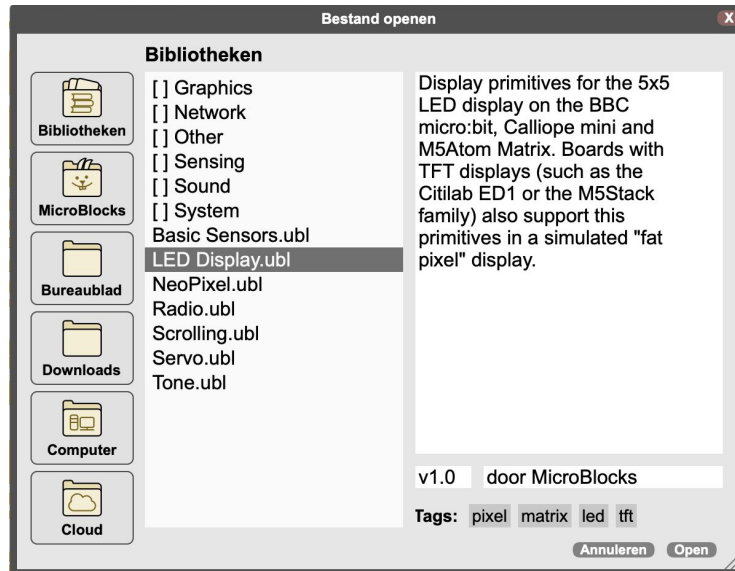 Bestand openen
X
Bibliotheken
Bibliotheken
MicroBlocks
Bureaublad
Downloads
Computer
Cloud
[ ] Graphics
[ ] Network
[ ] Other
[ ] Sensing
[ ] Sound
[ ] System
Basic Sensors.ubl
LED Display.ubl
NeoPixel.ubl
Radio.ubl
Scrolling.ubl
Servo.ubl
Tone.ubl
Display primitives for the 5x5
LED display on the BBC
micro:bit, Calliope mini and
M5Atom Matrix. Boards with
TFT displays (such as the
Citilab ED1 or the M5Stack
family) also support this
primitives in a simulated "fat
pixel" display.
v1.0 door MicroBlocks
Tags: pixel matrix led tft
Annuleren Open